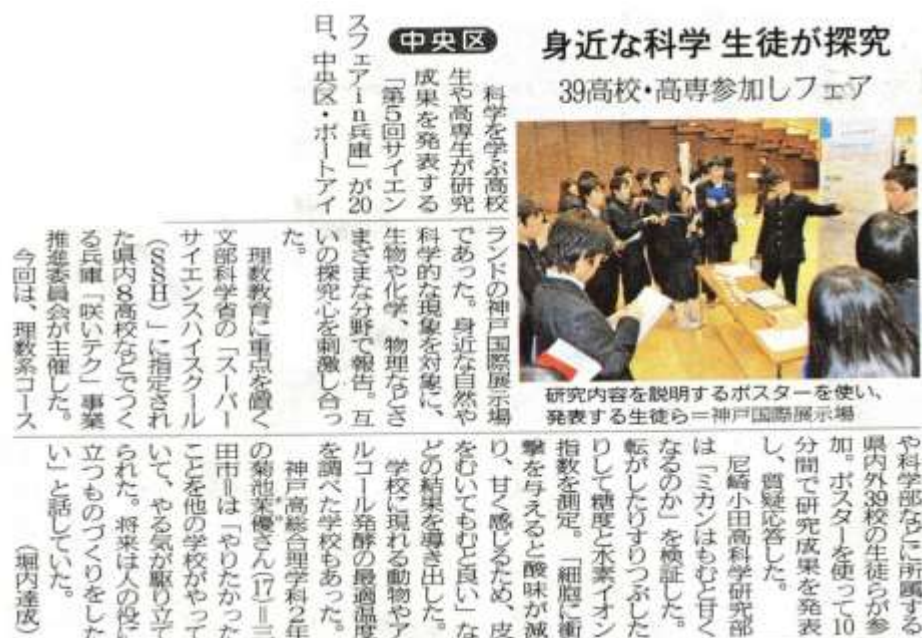 身近な科学 生徒が探究
39高校・高専参加しフェア
中央区
科学を学ぶ高校
生や高専生が研究
成果を発表する
「第5回サイエン
スフェアin兵庫」が20
日、中央区・ポートアイ
ランドの神戸国際展示場
であった。身近な自然や
科学的な現象を対象に、
生物や化学、物理などさ
まざまな分野で報告。互
いの探究心を刺激し合っ
た。
理数教育に重点を置く
文部科学省の「スーパー
サイエンスハイスクール
(SSH)」に指定され
た県内8高校などでつく
る兵庫「咲いテク」事業
推進委員会が主催した。
今回は、理数系コース
や科学部などに所属する
県内外39校の生徒らが参
加。ポスターを使って10
分間で研究成果を発表
し、質疑応答した。
尼崎小田高科学研究部
は「ミカンはもむと甘く
なるのか」を検証した。
転がしたりすりつぶした
りして糖度と水素イオン
指数を測定。「細胞に衝
撃を与えると酸味が減
り、甘く感じるため、皮
をむいてもむと良い」な
どの結果を導き出した。
学校に現れる動物やア
ルコール発酵の最適温度
を調べた学校もあった。
神戸高総合理学科2年
の菊池葉優さん(17)=三
田市=は「やりたかった
ことを他の学校がやって
いて、やる気が駆り立て
られた。将来は人の役に
立つものづくりをした
い」と話していた。
(堀内達成)
研究内容を説明するポスターを使い、
発表する生徒ら=神戸国際展示場